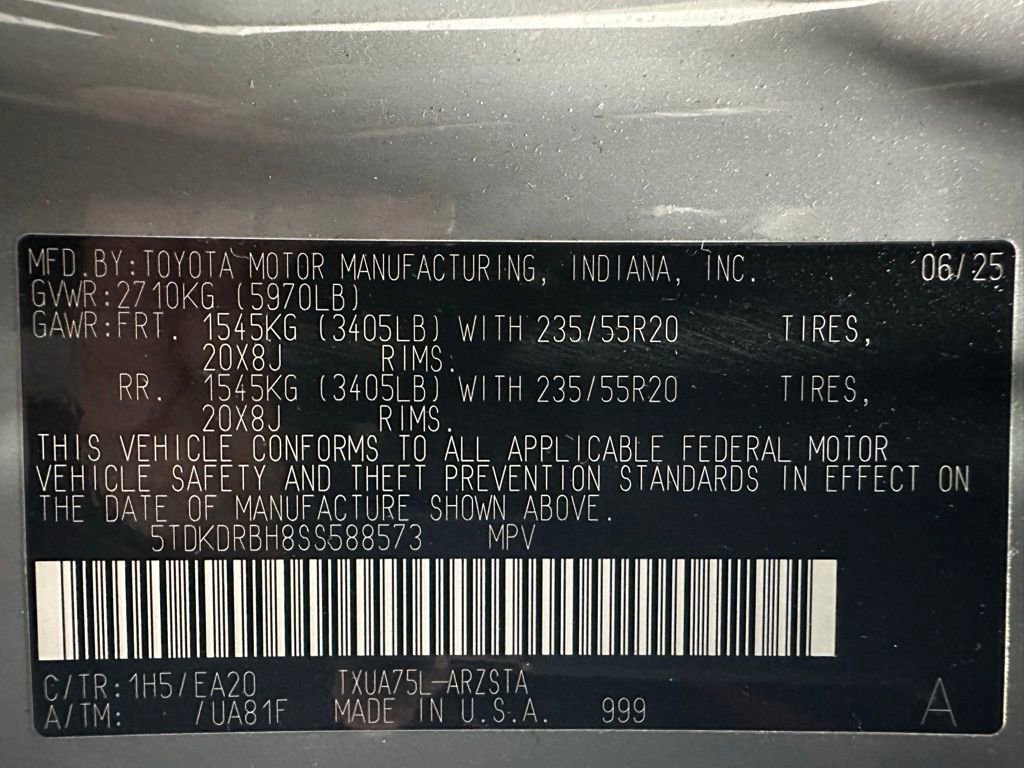 MFD.BY:TOYOTA MOTOR MANUFACTURING, INDIANA, INC. 06/25
GVWR:2710KG (5970LB)
GAWR:FRT. 1545KG (3405LB) WITH 235/55R20 TIRES,
20X8J RIMS.
RR. 1545KG (3405LB) WITH 235/55R20 TIRES,
20X8J RIMS.
THIS VEHICLE CONFORMS TO ALL APPLICABLE FEDERAL MOTOR
VEHICLE SAFETY AND THEFT PREVENTION STANDARDS IN EFFECT ON
THE DATE OF MANUFACTURE SHOWN ABOVE.
5TDKDRBH8SS588573 MPV
C/TR:1H5/EA20 TXUA75L-ARZSTA
A/TM: /UA81F MADE IN U.S.A. 999 A